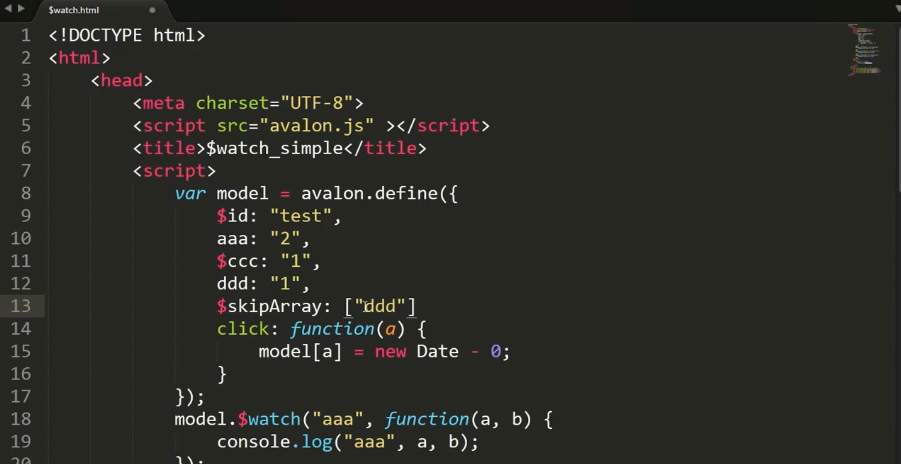 $watch.html
1 <!DOCTYPE html>
2 <html>
3 <head>
4 <meta charset="UTF-8">
5 <script src="avalon.js" ></script>
6 <title>$watch_simple</title>
7 <script>
8 var model = avalon.define({
9 $id: "test",
10 aaa: "2",
11 $ccc: "1",
12 ddd: "1",
13 $skipArray: ["ddd"]
14 click: function(a) {
15 model[a] = new Date - 0;
16 }
17 });
18 model.$watch("aaa", function(a, b) {
19 console.log("aaa", a, b);
20 });